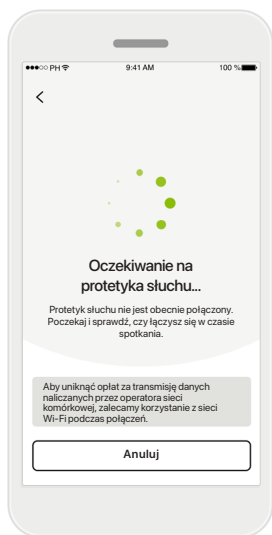 ●●●○○ PH 9:41 AM 100 %
Oczekiwanie na
protetyka słuchu...
Protetyk słuchu nie jest obecnie połączony.
Poczekaj i sprawdź, czy łączysz się w czasie
spotkania.
Aby uniknąć opłat za transmisję danych
naliczanych przez operatora sieci
komórkowej, zalecamy korzystanie z sieci
Wi-Fi podczas połączeń.
Anuluj